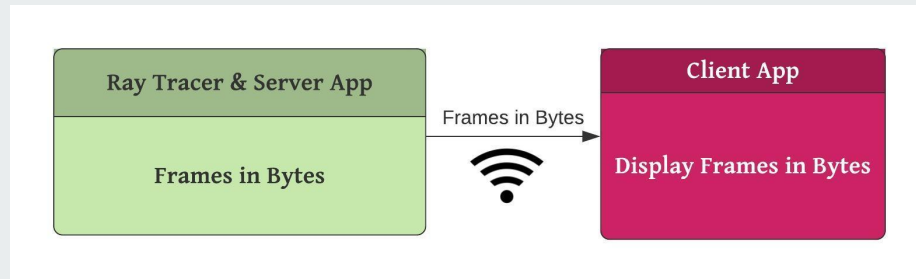 Ray Tracer & Server App
Frames in Bytes
Frames in Bytes
Client App
Display Frames in Bytes